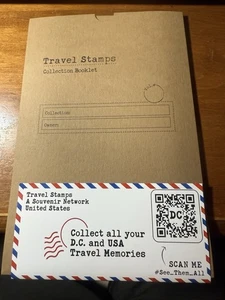 Travel Stamps
Collection Booklet
Collection:
Owner:
Travel Stamps
A Souvenir Network
United States
DC
Collect all your
D.C. and USA
Travel Memories
SCAN ME
#See_Them_All